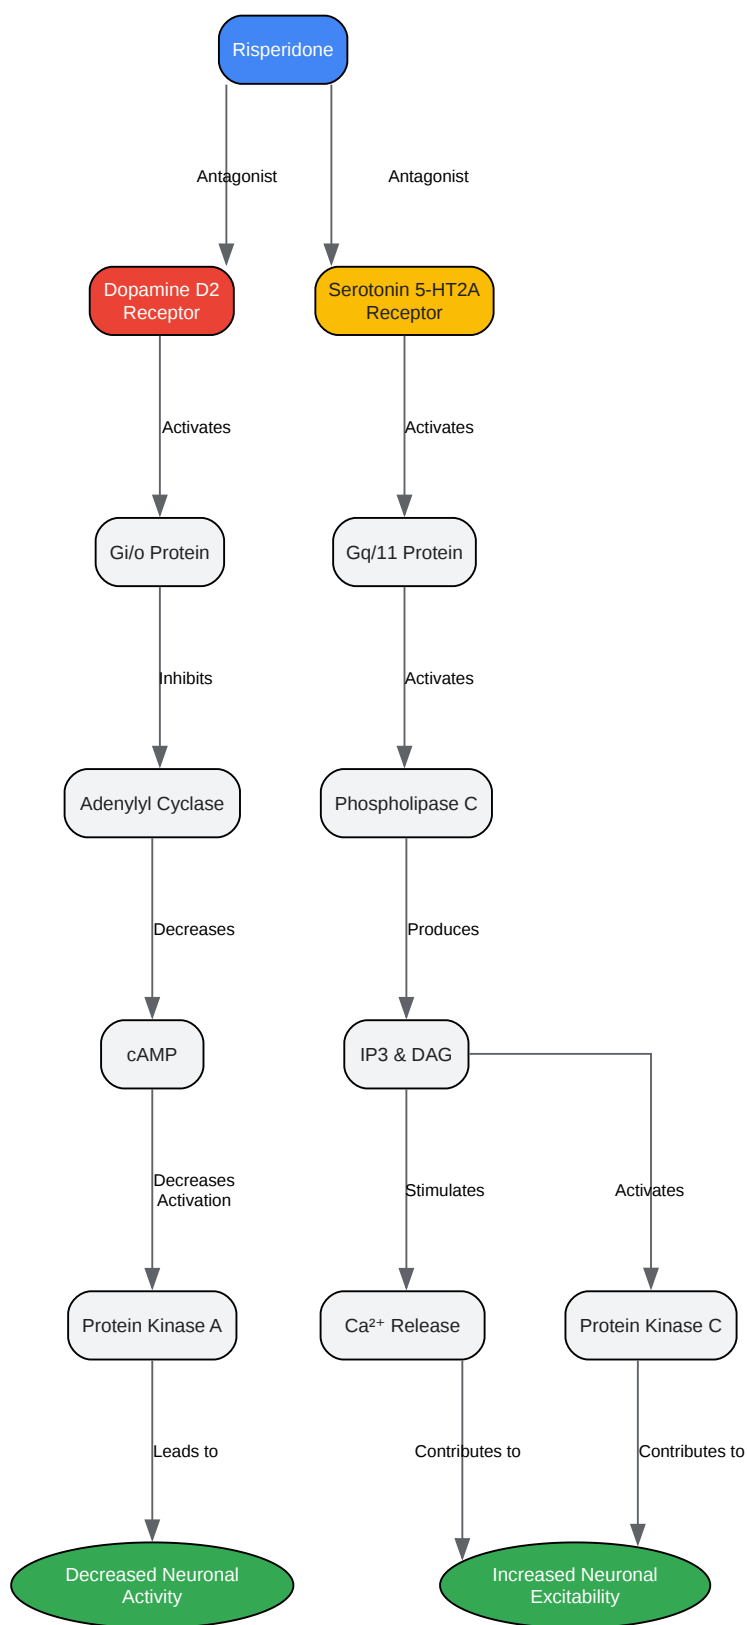 Risperidone
Antagonist
Antagonist
Dopamine D2
Receptor
Serotonin 5-HT2A
Receptor
Activates
Activates
Gi/o Protein
Gq/11 Protein
Inhibits
Activates
Adenylyl Cyclase
Phospholipase C
Decreases
Produces
cAMP
IP3 & DAG
Decreases
Activation
Stimulates
Activates
Protein Kinase A
Ca²⁺ Release
Protein Kinase C
Leads to
Contributes to
Contributes to
Decreased Neuronal
Activity
Increased Neuronal
Excitability